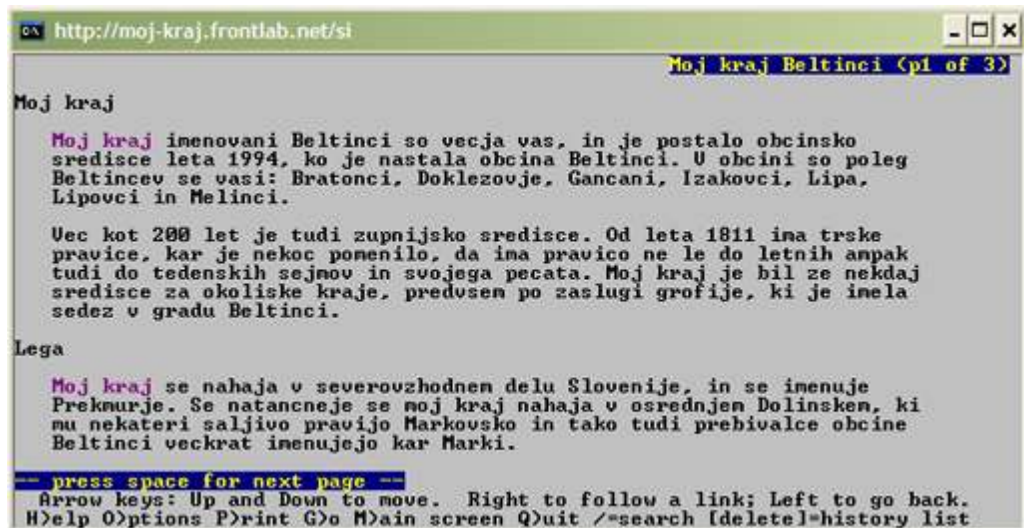 http://moj-kraj.frontlab.net/si
Moj kraj Beltinci (p1 of 3)
Moj kraj
Moj kraj imenovani Beltinci so vecja vas, in je postalo obcinsko
sredisce leta 1994, ko je nastala obcina Beltinci. V obcini so poleg
Beltincev se vasi: Bratonci, Doklezovje, Gancani, Izakovci, Lipa,
Lipovci in Melinci.
Vec kot 200 let je tudi zupnijsko sredisce. Od leta 1811 ima trske
pravice, kar je nekoc pomenilo, da ima pravico ne le do letnih ampak
tudi do tedenskih sejmov in svojega pecata. Moj kraj je bil ze nekdaj
sredisce za okoliske kraje, predvsem po zaslugi grofije, ki je imela
sedez v gradu Beltinci.
Lega
Moj kraj se nahaja v severovzhodnem delu Slovenije, in se imenuje
Prekmurje. Se natancneje se moj kraj nahaja v osrednjem Dolinskem, ki
mu nekateri saljivo pravijo Markovsko in tako tudi prebivalce obcine
Beltinci veckrat imenujejo kar Marki.
-- press space for next page --
Arrow keys: Up and Down to move. Right to follow a link; Left to go back.
H)elp O)ptions P)rint G)o M)ain screen Q)uit /=search [delete]=history list